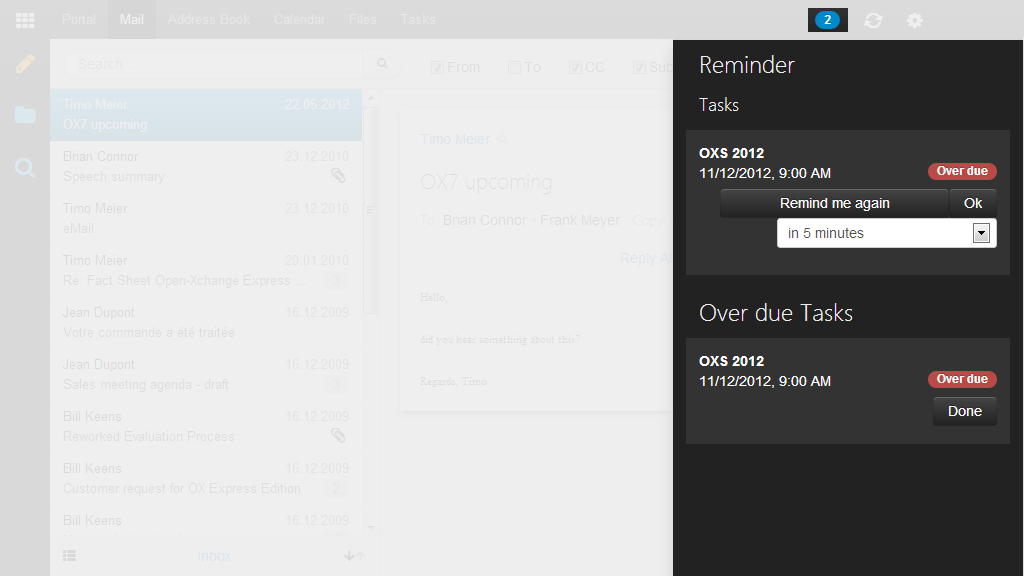 Portal Mail Address Book Calendar Files Tasks 2
Search
From To CC Sub
Timo Meier 22.05.2012
OX7 upcoming
Brian Connor 23.12.2010
Speech summary
Timo Meier 23.12.2010
eMail
Timo Meier 20.01.2010
Re: Fact Sheet Open-Xchange Express ... 3
Jean Dupont 16.12.2009
Votre commande a été traitée
Jean Dupont 16.12.2009
Sales meeting agenda - draft 3
Bill Keens 16.12.2009
Reworked Evaluation Process
Bill Keens 16.12.2009
Customer request for OX Express Edition 2
Bill Keens 16.12.2009
Inbox
Timo Meier
OX7 upcoming
To: Brian Connor · Frank Meyer Copy
Reply A
Hello,
did you hear something about this?
Regards, Timo
Reminder
Tasks
OXS 2012
11/12/2012, 9:00 AM Over due
Remind me again Ok
in 5 minutes
Over due Tasks
OXS 2012
11/12/2012, 9:00 AM Over due
Done